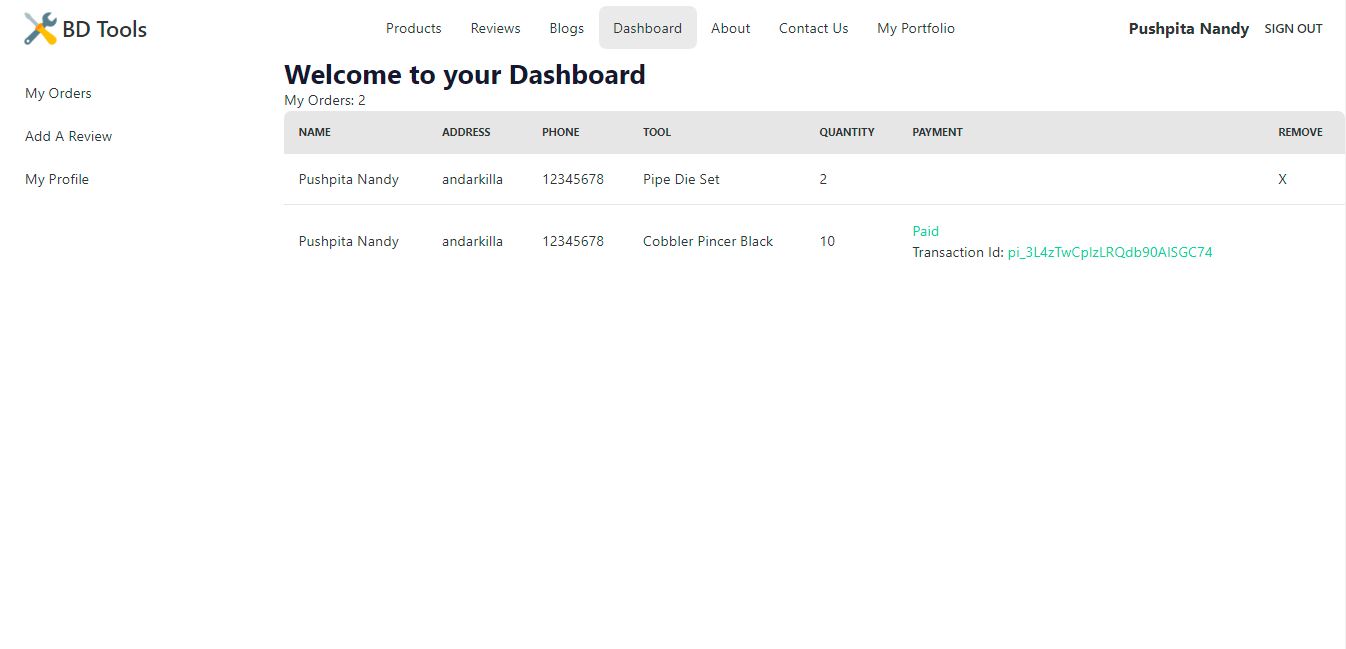 BD Tools
Products Reviews Blogs Dashboard About Contact Us My Portfolio
Pushpita Nandy SIGN OUT
My Orders
Add A Review
My Profile
Welcome to your Dashboard
My Orders: 2
NAME ADDRESS PHONE TOOL QUANTITY PAYMENT REMOVE
Pushpita Nandy andarkilla 12345678 Pipe Die Set 2 X
Pushpita Nandy andarkilla 12345678 Cobbler Pincer Black 10 Paid
Transaction Id: pi_3L4zTwCplzLRQdb90AlSGC74